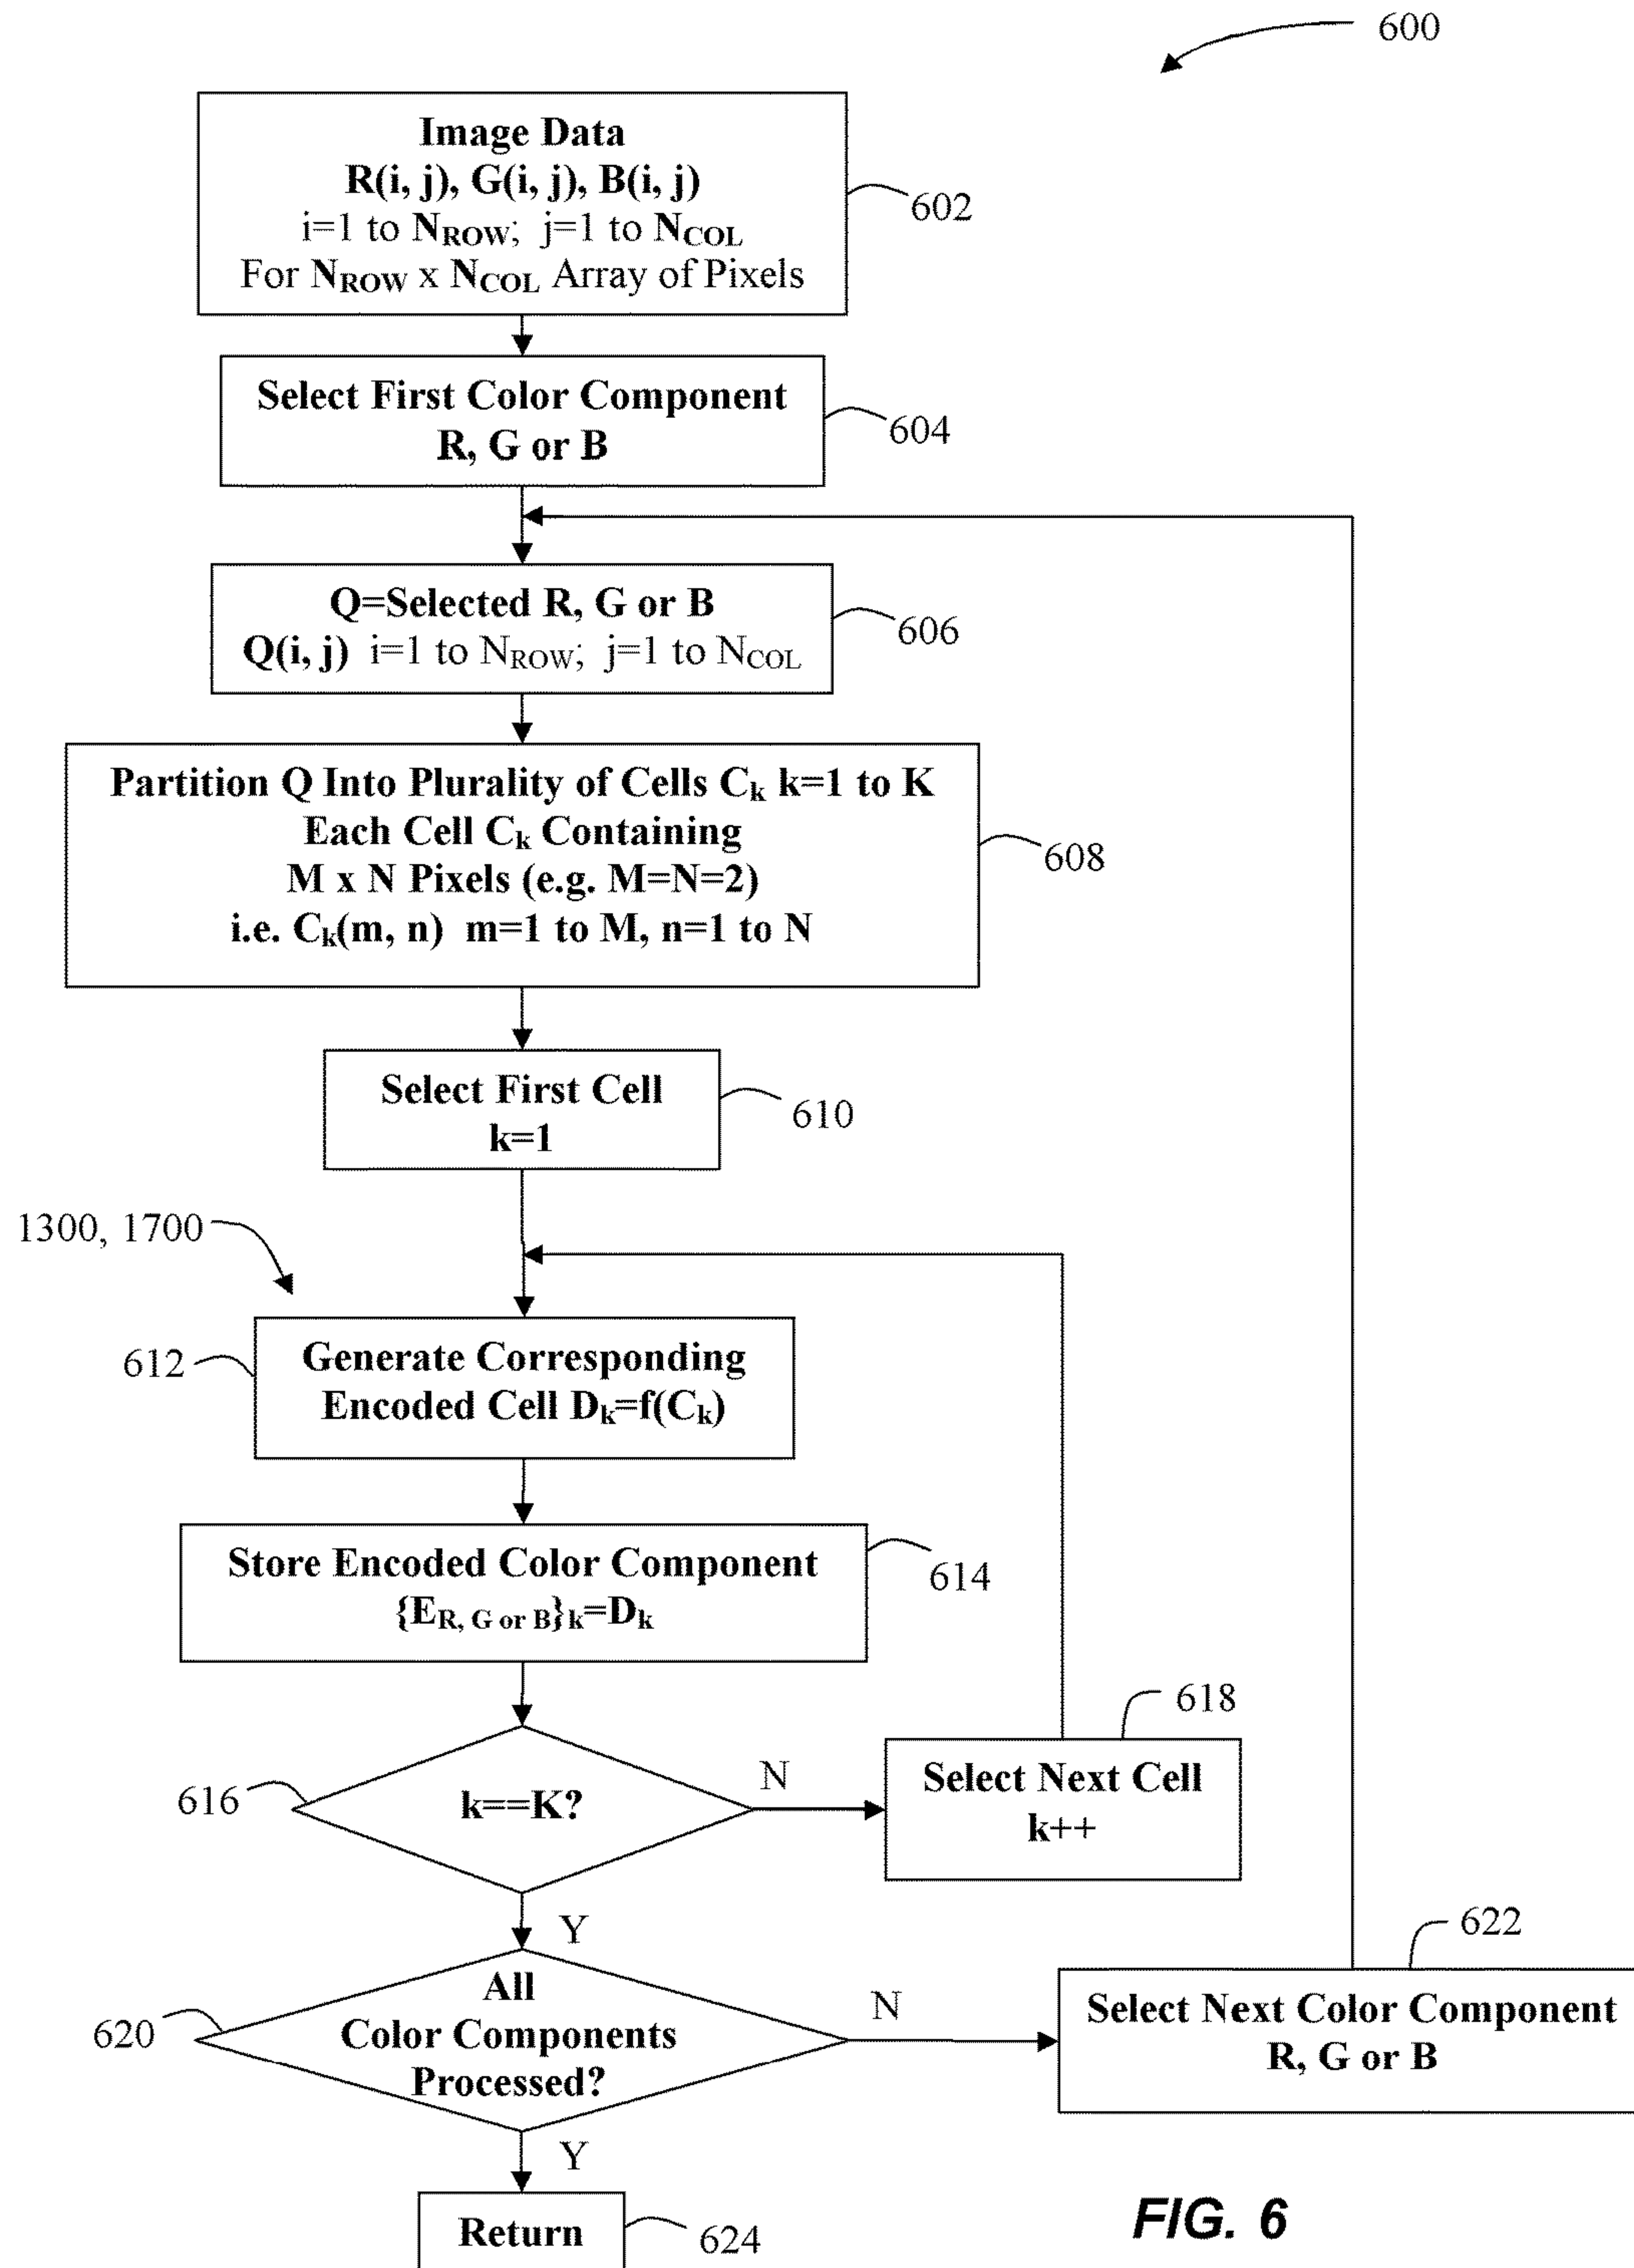 600
Image Data
R(i, j), G(i, j), B(i, j)
i=1 to NROW; j=1 to NCOL
For NROW x NCOL Array of Pixels
602
Select First Color Component
R, G or B
604
Q=Selected R, G or B
Q(i, j) i=1 to NROW; j=1 to NCOL
606
Partition Q Into Plurality of Cells Ck k=1 to K
Each Cell Ck Containing
M x N Pixels (e.g. M=N=2)
i.e. Ck(m, n) m=1 to M, n=1 to N
608
Select First Cell
k=1
610
1300, 1700
612
Generate Corresponding
Encoded Cell Dk=f(Ck)
Store Encoded Color Component
{ER, G or B}k=Dk
614
616
k==K?
N
618
Select Next Cell
k++
Y
620
All
Color Components
Processed?
N
622
Select Next Color Component
R, G or B
Y
Return
624
FIG. 6